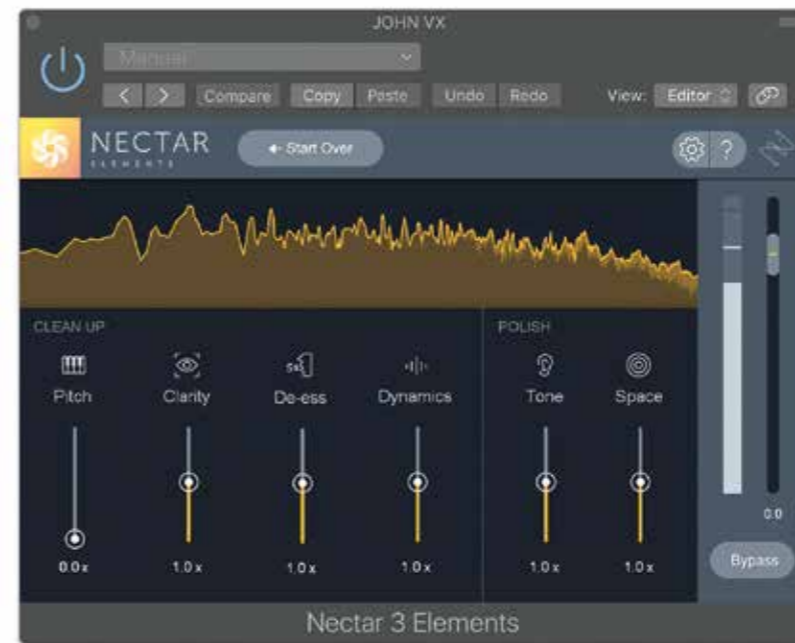 JOHN VX
Manual
Compare Copy Paste Undo Redo View: Editor
NECTAR
ELEMENTS
Start Over
?
CLEAN UP
POLISH
Pitch
Clarity
De-ess
Dynamics
Tone
Space
0.0x
1.0x
1.0x
1.0x
1.0x
1.0x
0.0
Bypass
Nectar 3 Elements